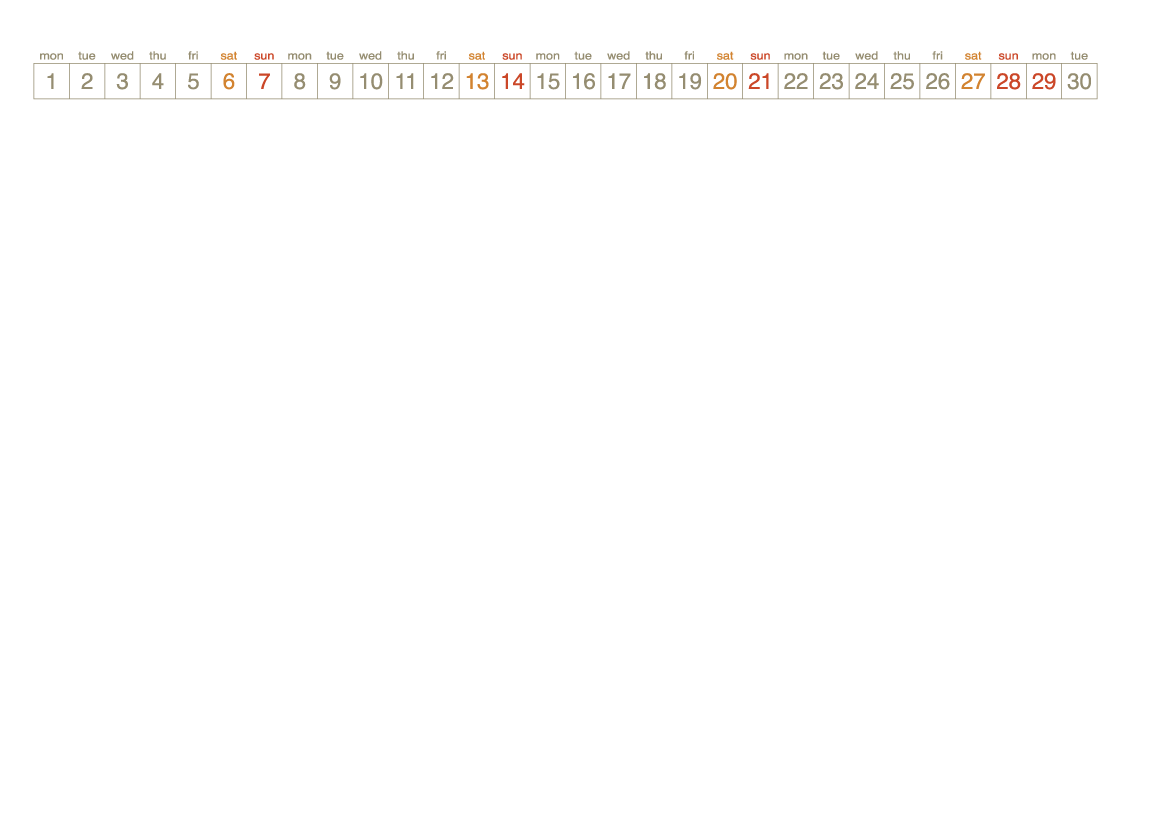 mon tue wed thu fri sat sun mon tue wed thu fri sat sun mon tue wed thu fri sat sun mon tue wed thu fri sat sun mon tue
1 2 3 4 5 6 7 8 9 10 11 12 13 14 15 16 17 18 19 20 21 22 23 24 25 26 27 28 29 30